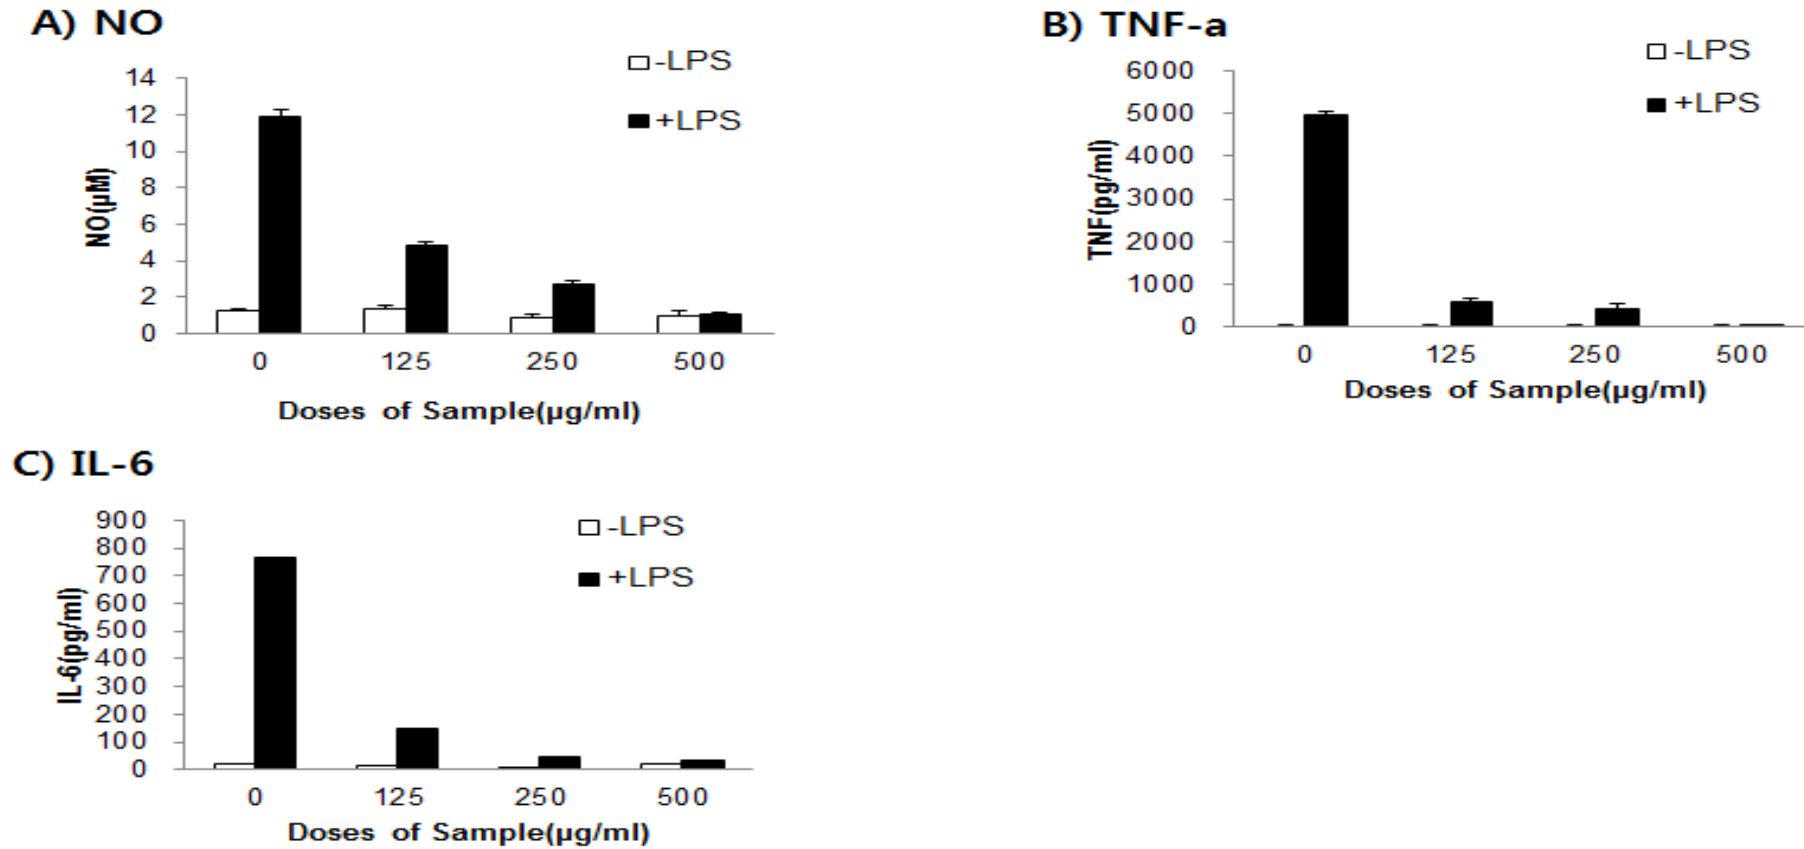 A) NO
-LPS
+LPS
14
12
10
8
6
4
2
0
NO(µM)
0 125 250 500
Doses of Sample(µg/ml)
B) TNF-a
-LPS
+LPS
6000
5000
4000
3000
2000
1000
0
TNF(pg/ml)
0 125 250 500
Doses of Sample(µg/ml)
C) IL-6
-LPS
+LPS
900
800
700
600
500
400
300
200
100
0
IL-6(pg/ml)
0 125 250 500
Doses of Sample(µg/ml)